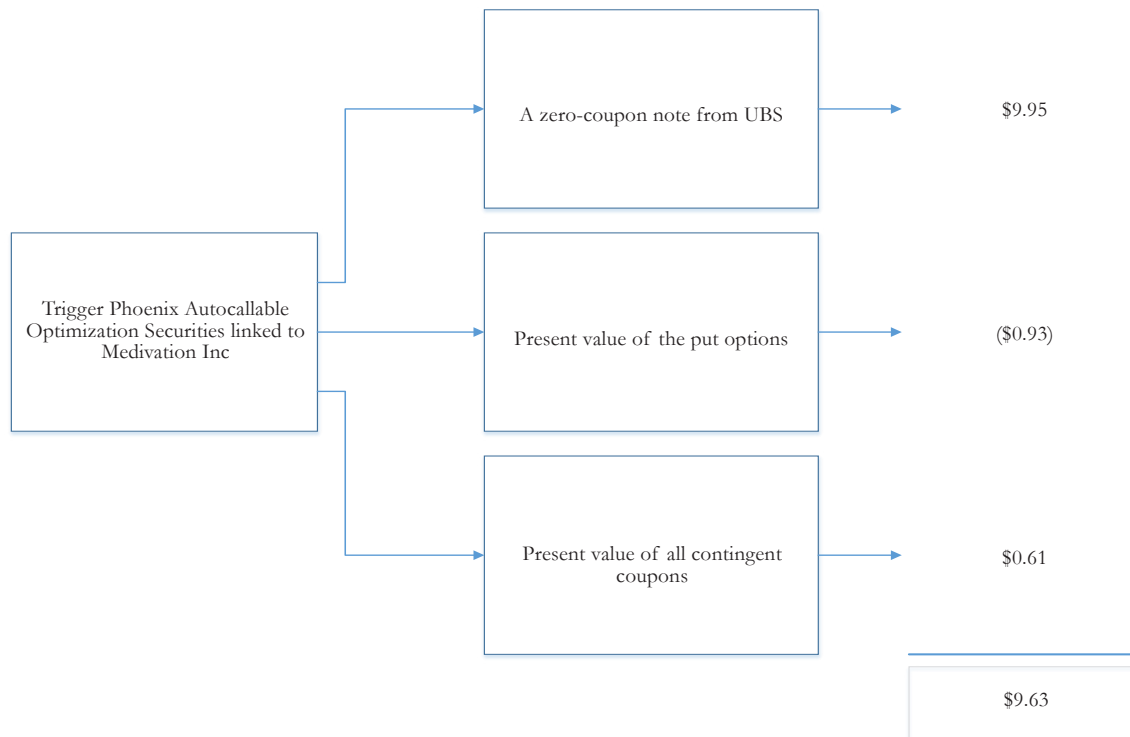 A zero-coupon note from UBS
$9.95
Trigger Phoenix Autocallable
Optimization Securities linked to
Medivation Inc
Present value of the put options
($0.93)
Present value of all contingent
coupons
$0.61
$9.63